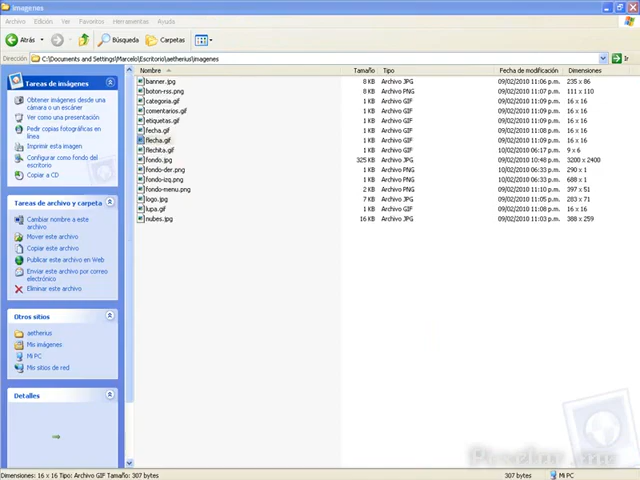 Imagenes
Archivo Edición Ver Favoritos Herramientas Ayuda
Atrás Búsqueda Carpetas
Dirección C:\Documents and Settings\Marcelo\Escritorio\aetherius\imagenes Ir
Nombre Tamaño Tipo Fecha de modificación Dimensiones
banner.jpg 8 KB Archivo JPG 09/02/2010 11:06 p.m. 235 x 86
boton-rss.png 8 KB Archivo PNG 09/02/2010 11:07 p.m. 111 x 110
categoria.gif 1 KB Archivo GIF 09/02/2010 11:08 p.m. 16 x 16
comentarios.gif 1 KB Archivo GIF 09/02/2010 11:08 p.m. 16 x 16
etiquetas.gif 1 KB Archivo GIF 09/02/2010 11:08 p.m. 16 x 16
fecha.gif 1 KB Archivo GIF 09/02/2010 11:08 p.m. 16 x 16
flecha.gif 1 KB Archivo GIF 09/02/2010 11:09 p.m. 16 x 16
flechita.gif 1 KB Archivo GIF 10/02/2010 06:17 p.m. 9 x 6
fondo.jpg 325 KB Archivo JPG 09/02/2010 10:48 p.m. 3200 x 2400
fondo-der.png 1 KB Archivo PNG 10/02/2010 06:33 p.m. 290 x 1
fondo-izq.png 1 KB Archivo PNG 10/02/2010 06:33 p.m. 688 x 1
fondo-menu.png 2 KB Archivo PNG 09/02/2010 11:10 p.m. 397 x 51
logo.jpg 7 KB Archivo JPG 09/02/2010 11:05 p.m. 283 x 71
lupa.gif 1 KB Archivo GIF 09/02/2010 11:09 p.m. 16 x 16
nubes.jpg 16 KB Archivo JPG 09/02/2010 11:03 p.m. 388 x 259
Tareas de imágenes
Obtener imágenes desde una
cámara o un escáner
Ver como una presentación
Pedir copias fotográficas en
línea
Imprimir esta imagen
Configurar como fondo del
escritorio
Copiar a CD
Tareas de archivo y carpeta
Cambiar nombre a este
archivo
Mover este archivo
Copiar este archivo
Publicar este archivo en Web
Enviar este archivo por correo
electrónico
Eliminar este archivo
Otros sitios
aetherius
Mis imágenes
Mi PC
Mis sitios de red
Detalles
Dimensiones: 16 x 16 Tipo: Archivo GIF Tamaño: 307 bytes 307 bytes Mi PC